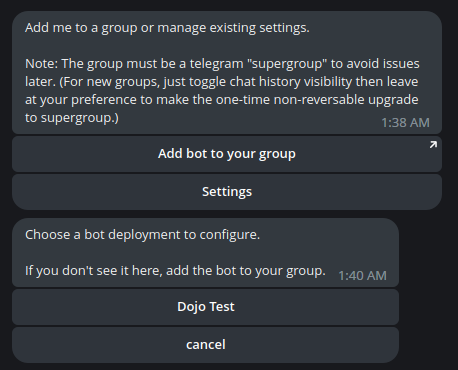 Add me to a group or manage existing settings.
Note: The group must be a telegram "supergroup" to avoid issues
later. (For new groups, just toggle chat history visibility then leave
at your preference to make the one-time non-reversable upgrade
to supergroup.)
1:38 AM
Add bot to your group
Settings
Choose a bot deployment to configure.
If you don't see it here, add the bot to your group.
1:40 AM
Dojo Test
cancel